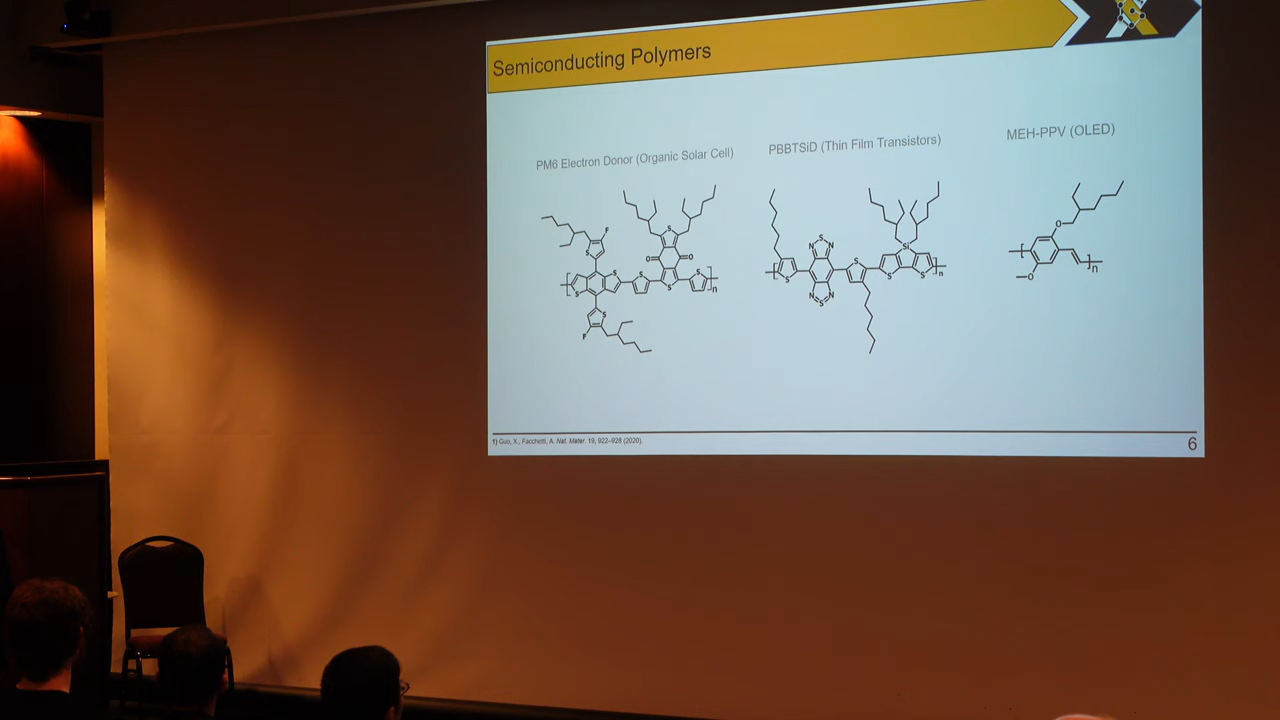 Semiconducting Polymers
PM6 Electron Donor (Organic Solar Cell)
PBBTSiD (Thin Film Transistors)
MEH-PPV (OLED)
F
S
S
O
O
S
S
S
S
S
S
F
n
N
S
N
N
S
N
S
S
Si
S
S
n
O
O
n
1) Guo, X., Facchetti, A. Nat. Mater. 19, 922–928 (2020).
6